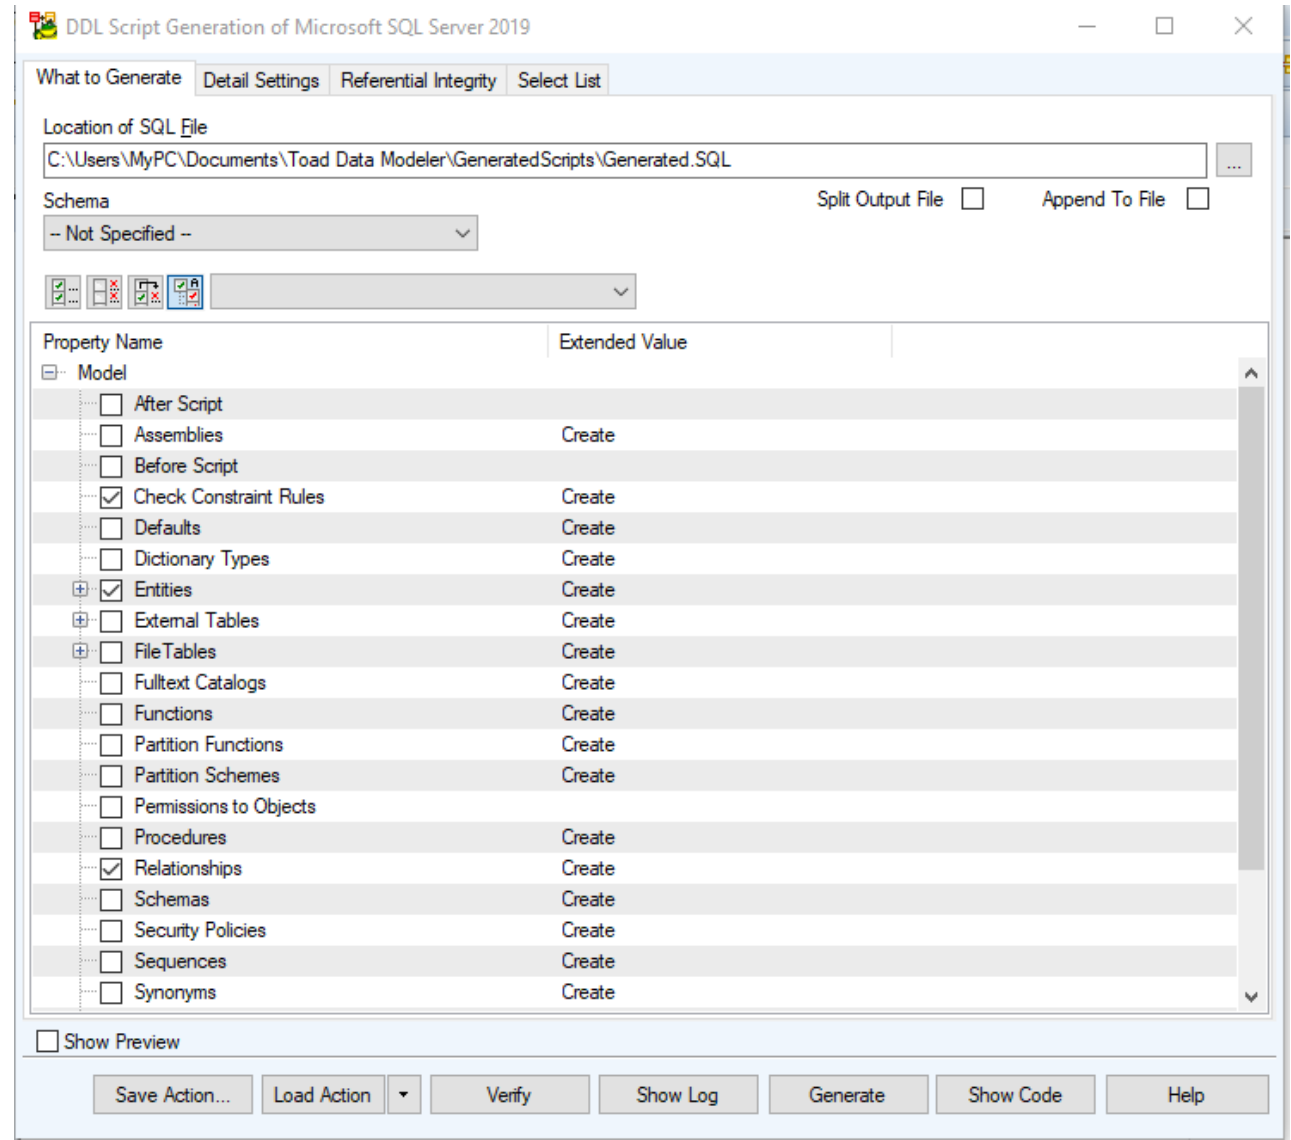 DDL Script Generation of Microsoft SQL Server 2019
What to Generate Detail Settings Referential Integrity Select List
Location of SQL File
C:\Users\MyPC\Documents\Toad Data Modeler\GeneratedScripts\Generated.SQL ...
Schema Split Output File Append To File
-- Not Specified --
Property Name Extended Value
Model
After Script
Assemblies Create
Before Script
Check Constraint Rules Create
Defaults Create
Dictionary Types Create
Entities Create
External Tables Create
FileTables Create
Fulltext Catalogs Create
Functions Create
Partition Functions Create
Partition Schemes Create
Permissions to Objects
Procedures Create
Relationships Create
Schemas Create
Security Policies Create
Sequences Create
Synonyms Create
Show Preview
Save Action... Load Action Verify Show Log Generate Show Code Help